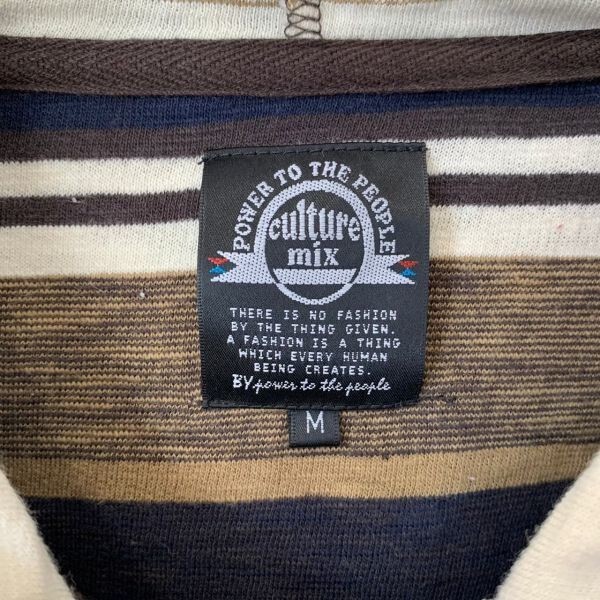 POWER TO THE PEOPLE
culture
mix
THERE IS NO FASHION
BY THE THING GIVEN.
A FASHION IS A THING
WHICH EVERY HUMAN
BEING CREATES.
BY power to the people
M